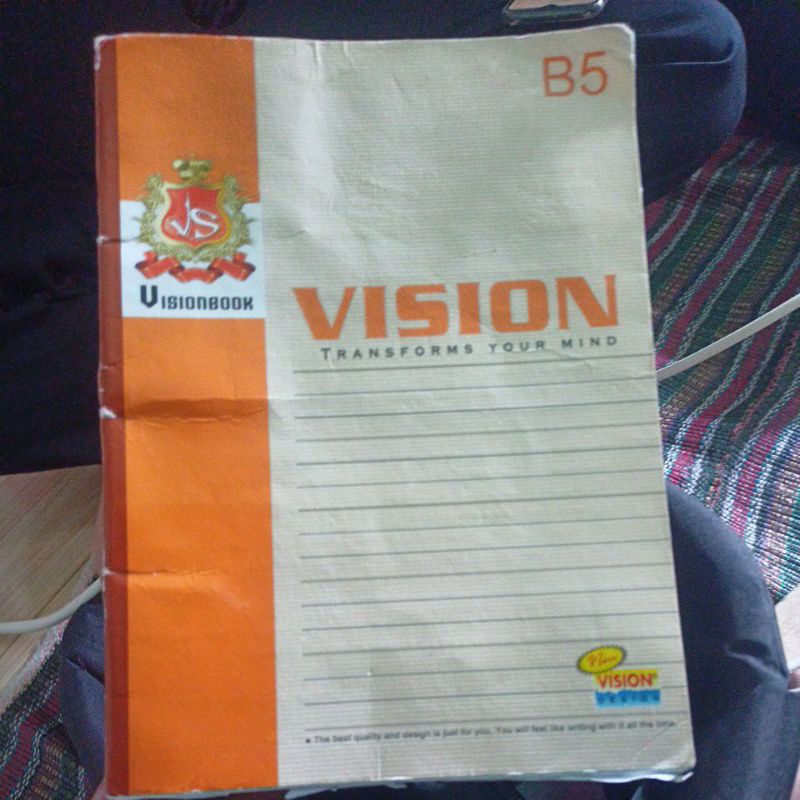 B5
VS
VISIONBOOK
VISION
TRANSFORMS YOUR MIND
New
VISION
DESIGN
The best quality and design is just for you. You will feel like writing with it all the time.